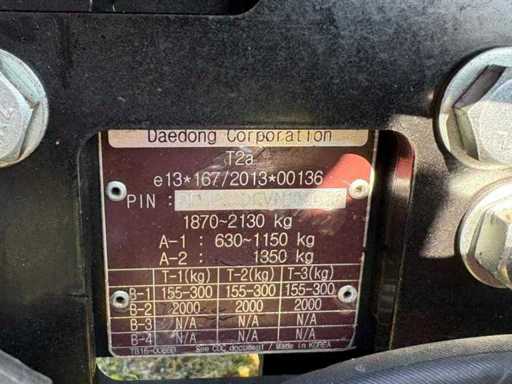 Daedong Corporation
T2a
e13*167/2013*00136
PIN :
1870~2130 kg
A-1 : 630~1150 kg
A-2 : 1350 kg
T-1(kg) T-2(kg) T-3(kg)
B-1 155-300 155-300 155-300
B-2 2000 2000 2000
B-3 N/A N/A N/A
B-4 N/A N/A N/A
See COC document / Made in KOREA